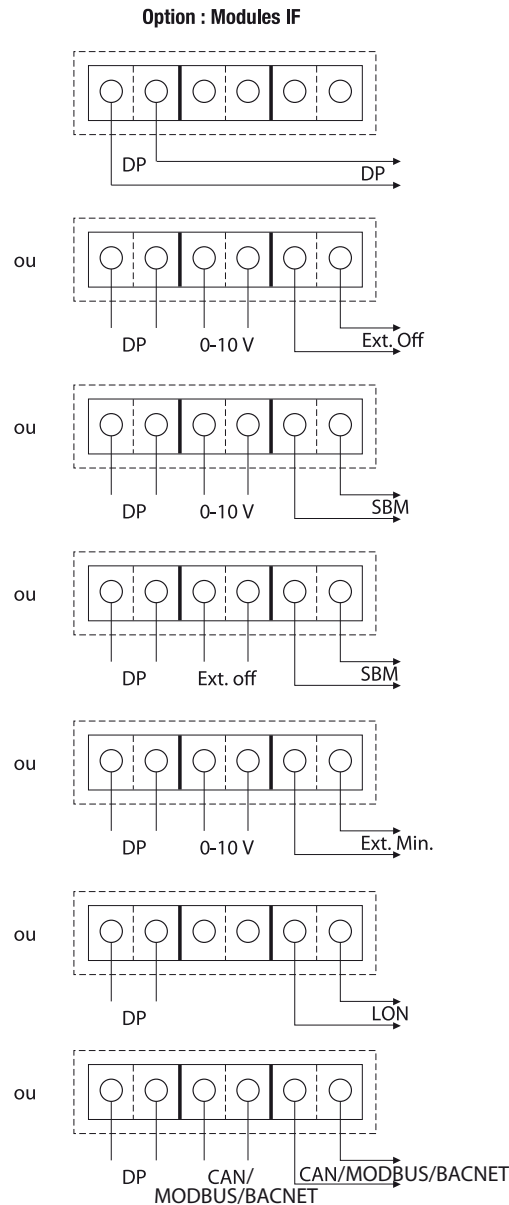 Option : Modules IF
DP
DP
ou
DP 0-10 V Ext. Off
ou
DP 0-10 V SBM
ou
DP Ext. off SBM
ou
DP 0-10 V Ext. Min.
ou
DP LON
ou
DP CAN/ CAN/MODBUS/BACNET
MODBUS/BACNET